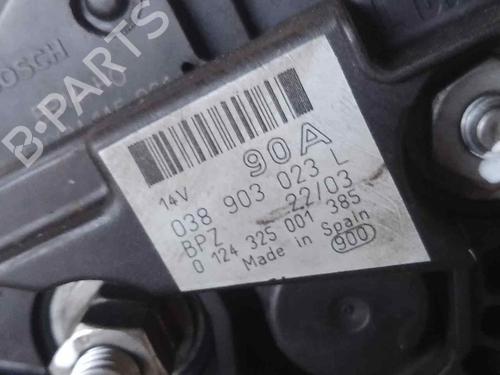 BOSCH
B-PARTS
90A
14V
038 903 023 L
BPZ 22/03
0 124 325 001 385
Made in Spain 900